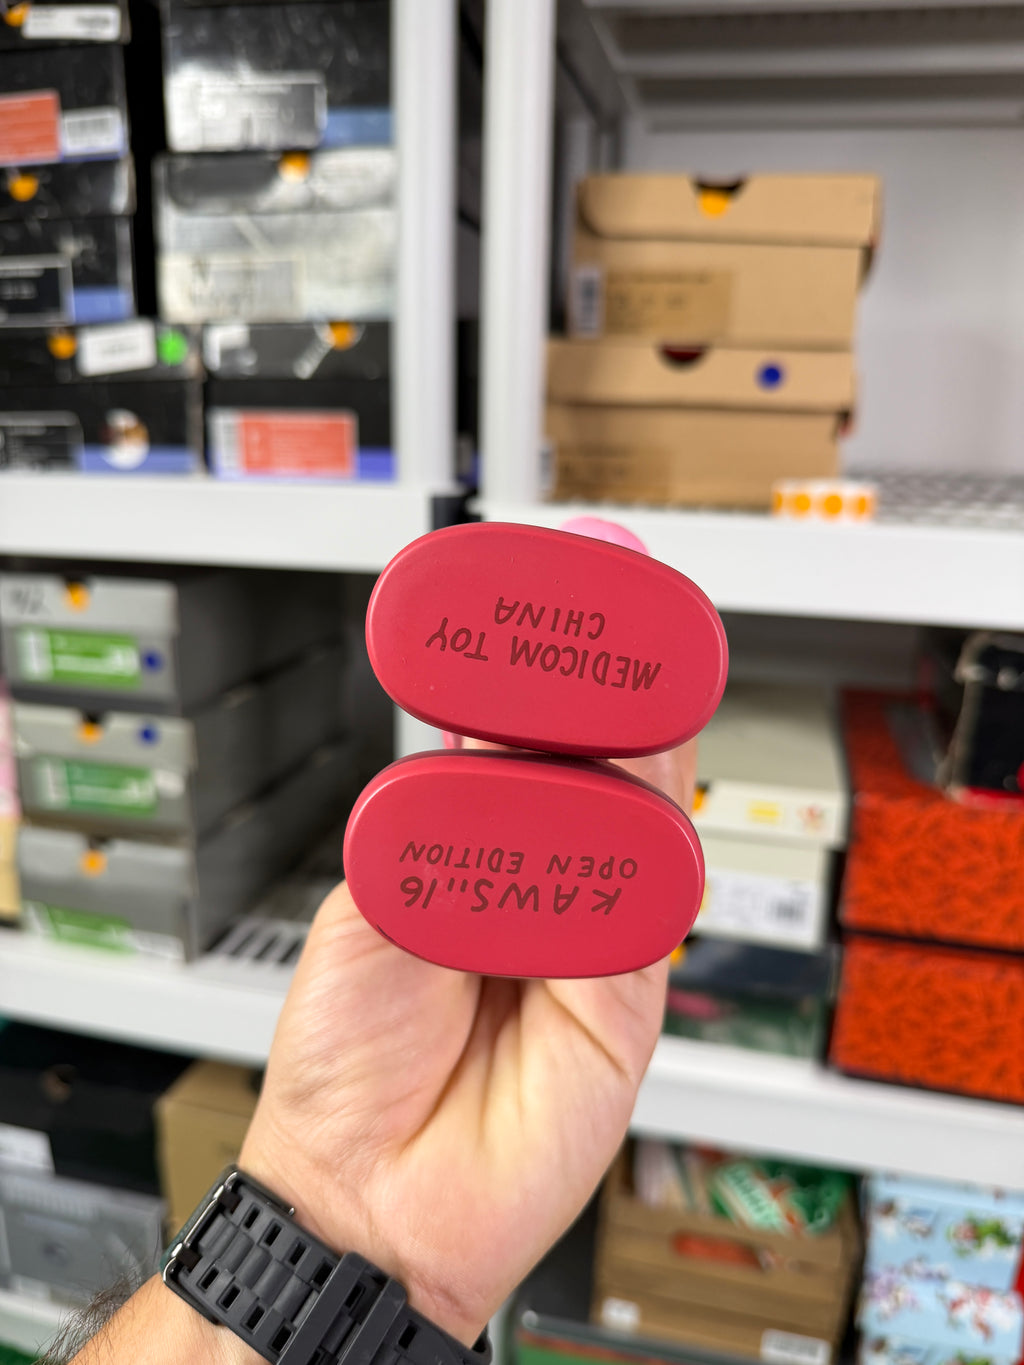 KAWS..16
OPEN EDITION
MEDICOM TOY
CHINA